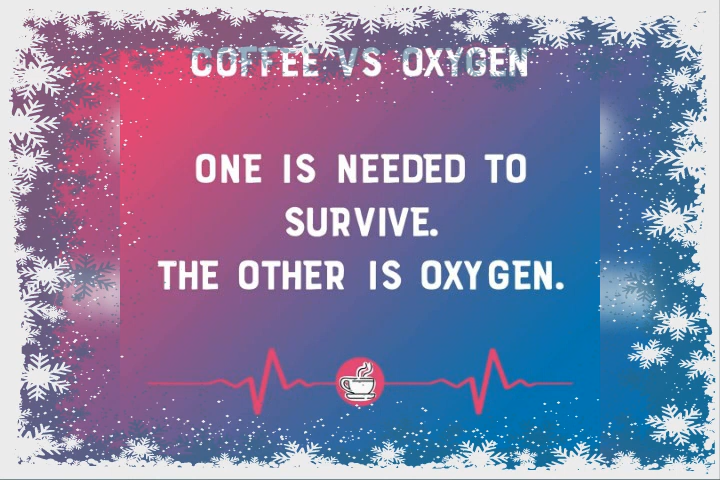 COFFEE VS OXYGEN
ONE IS NEEDED TO
SURVIVE.
THE OTHER IS OXYGEN.